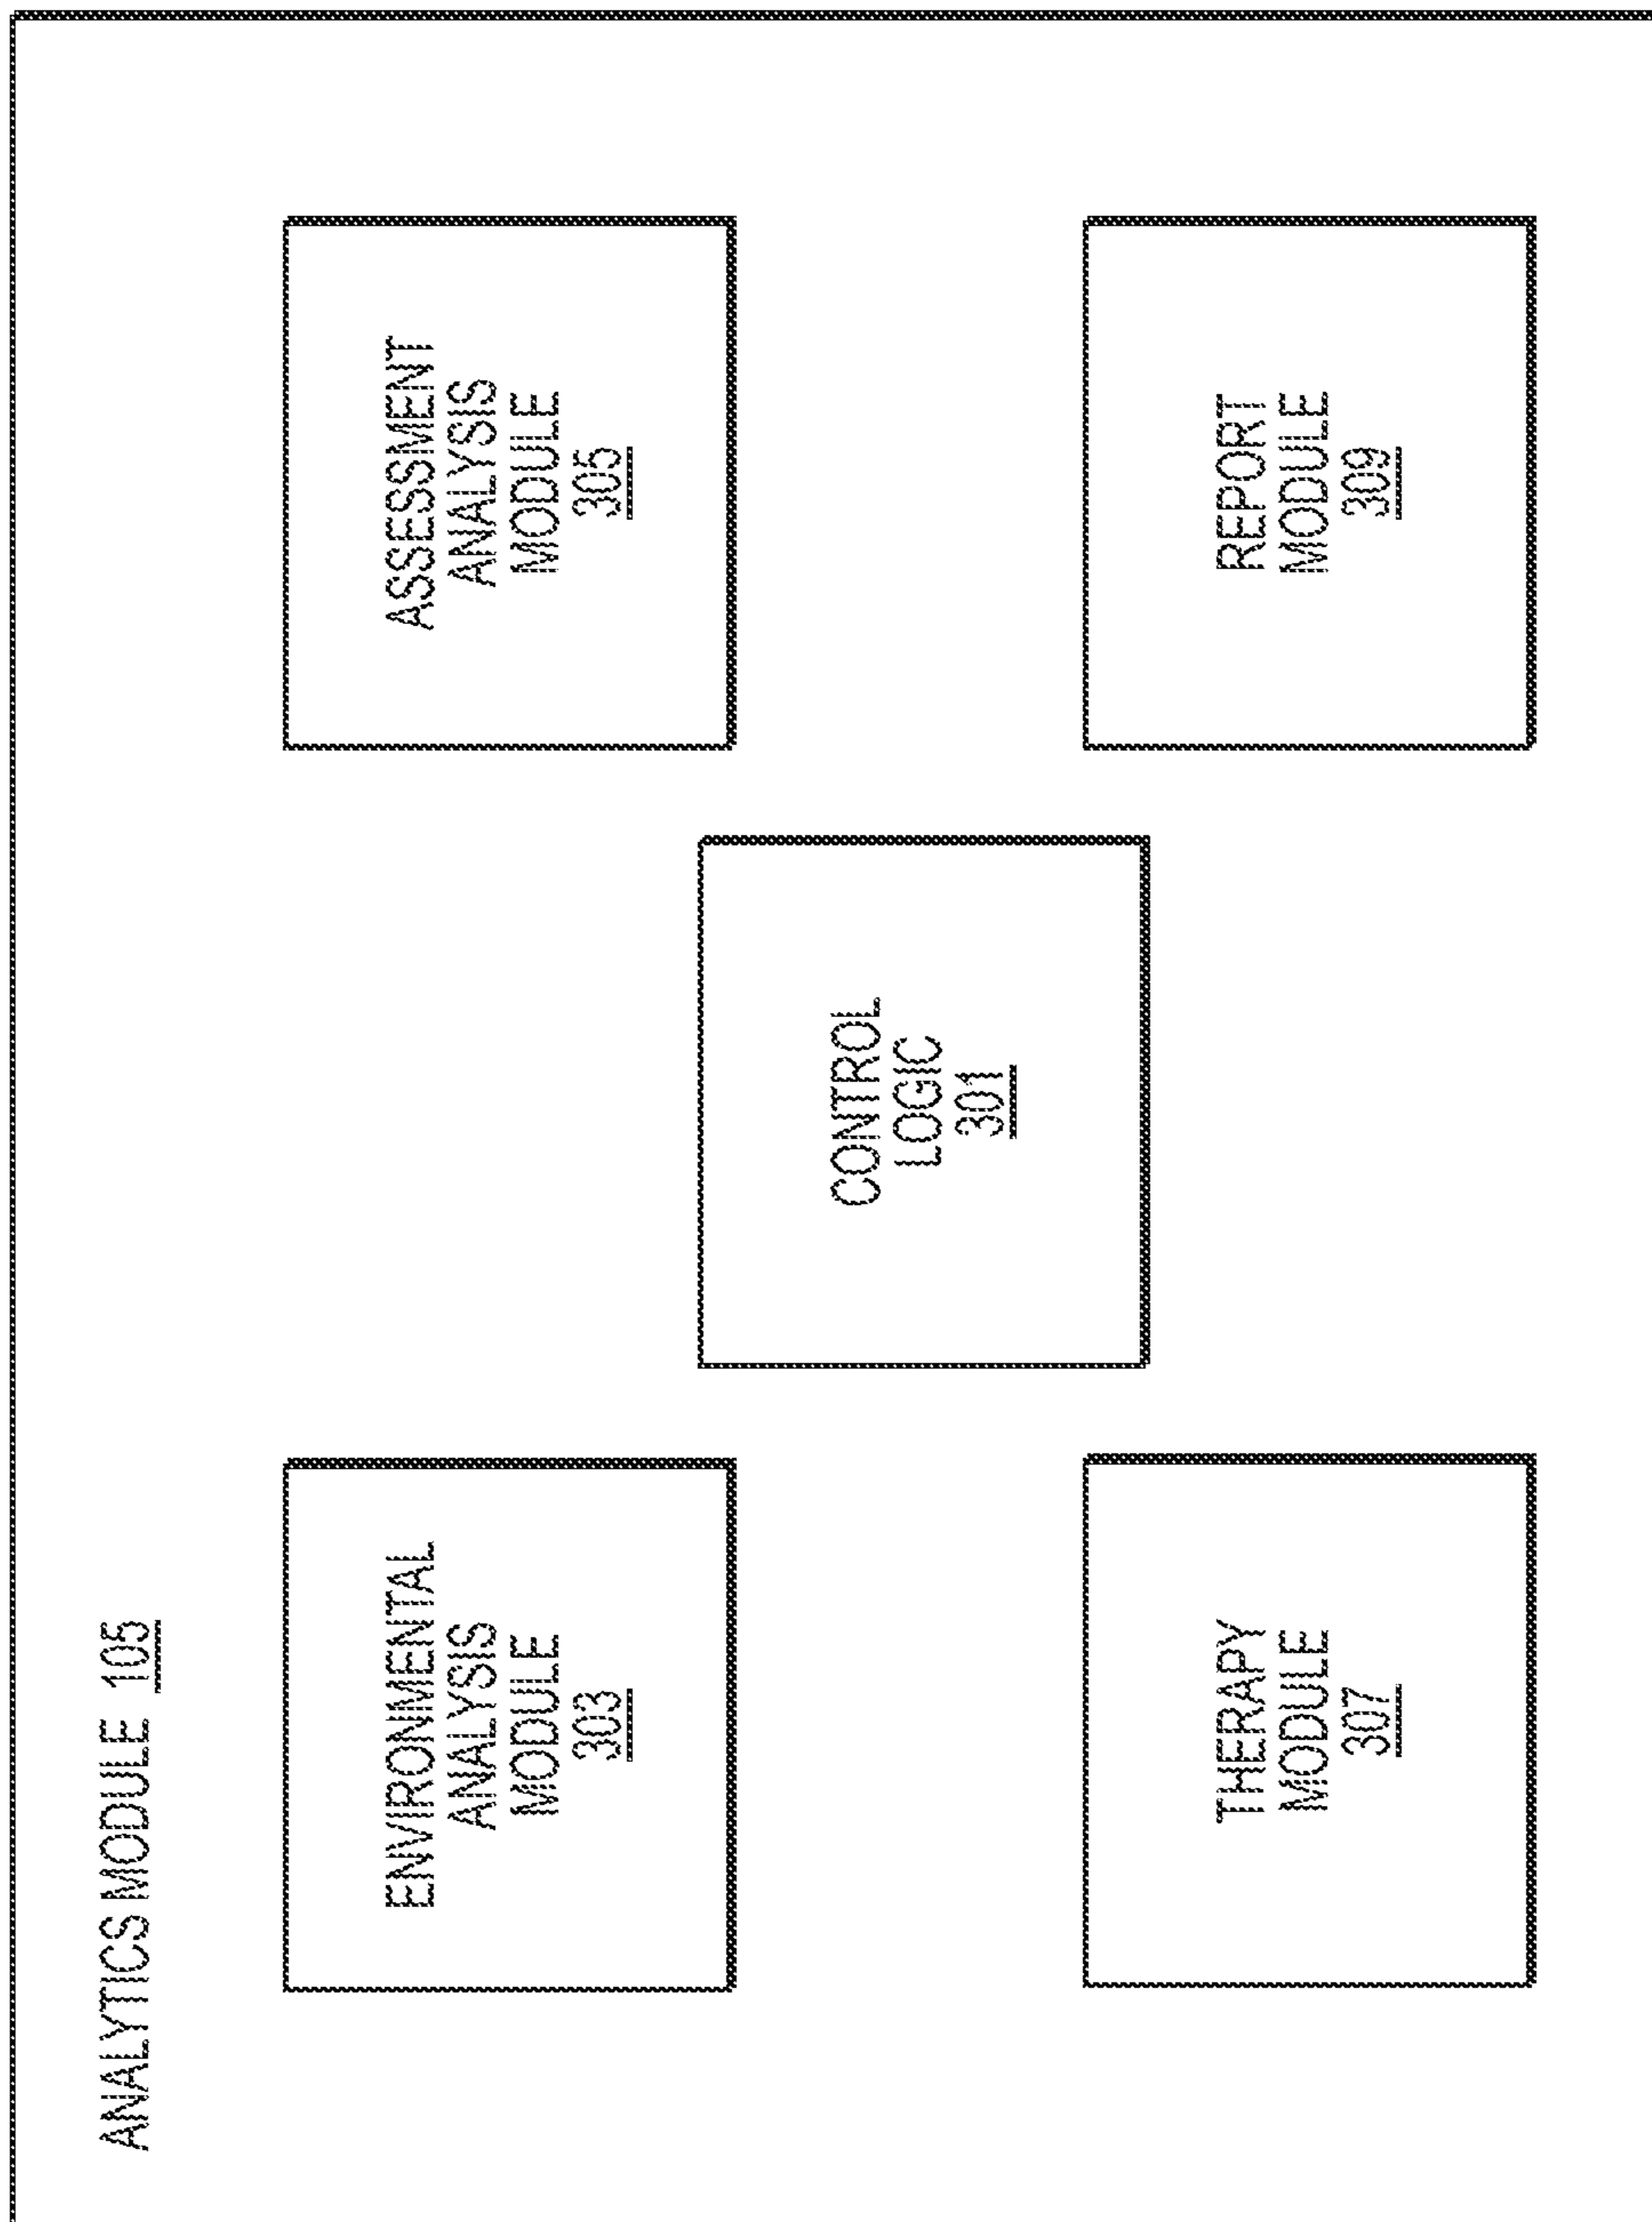 ANALYTICS MODULE 105
ENVIRONMENTAL
ANALYSIS
MODULE
303
ASSESSMENT
ANALYSIS
MODULE
305
CONTROL
LOGIC
301
THERAPY
MODULE
307
REPORT
MODULE
309